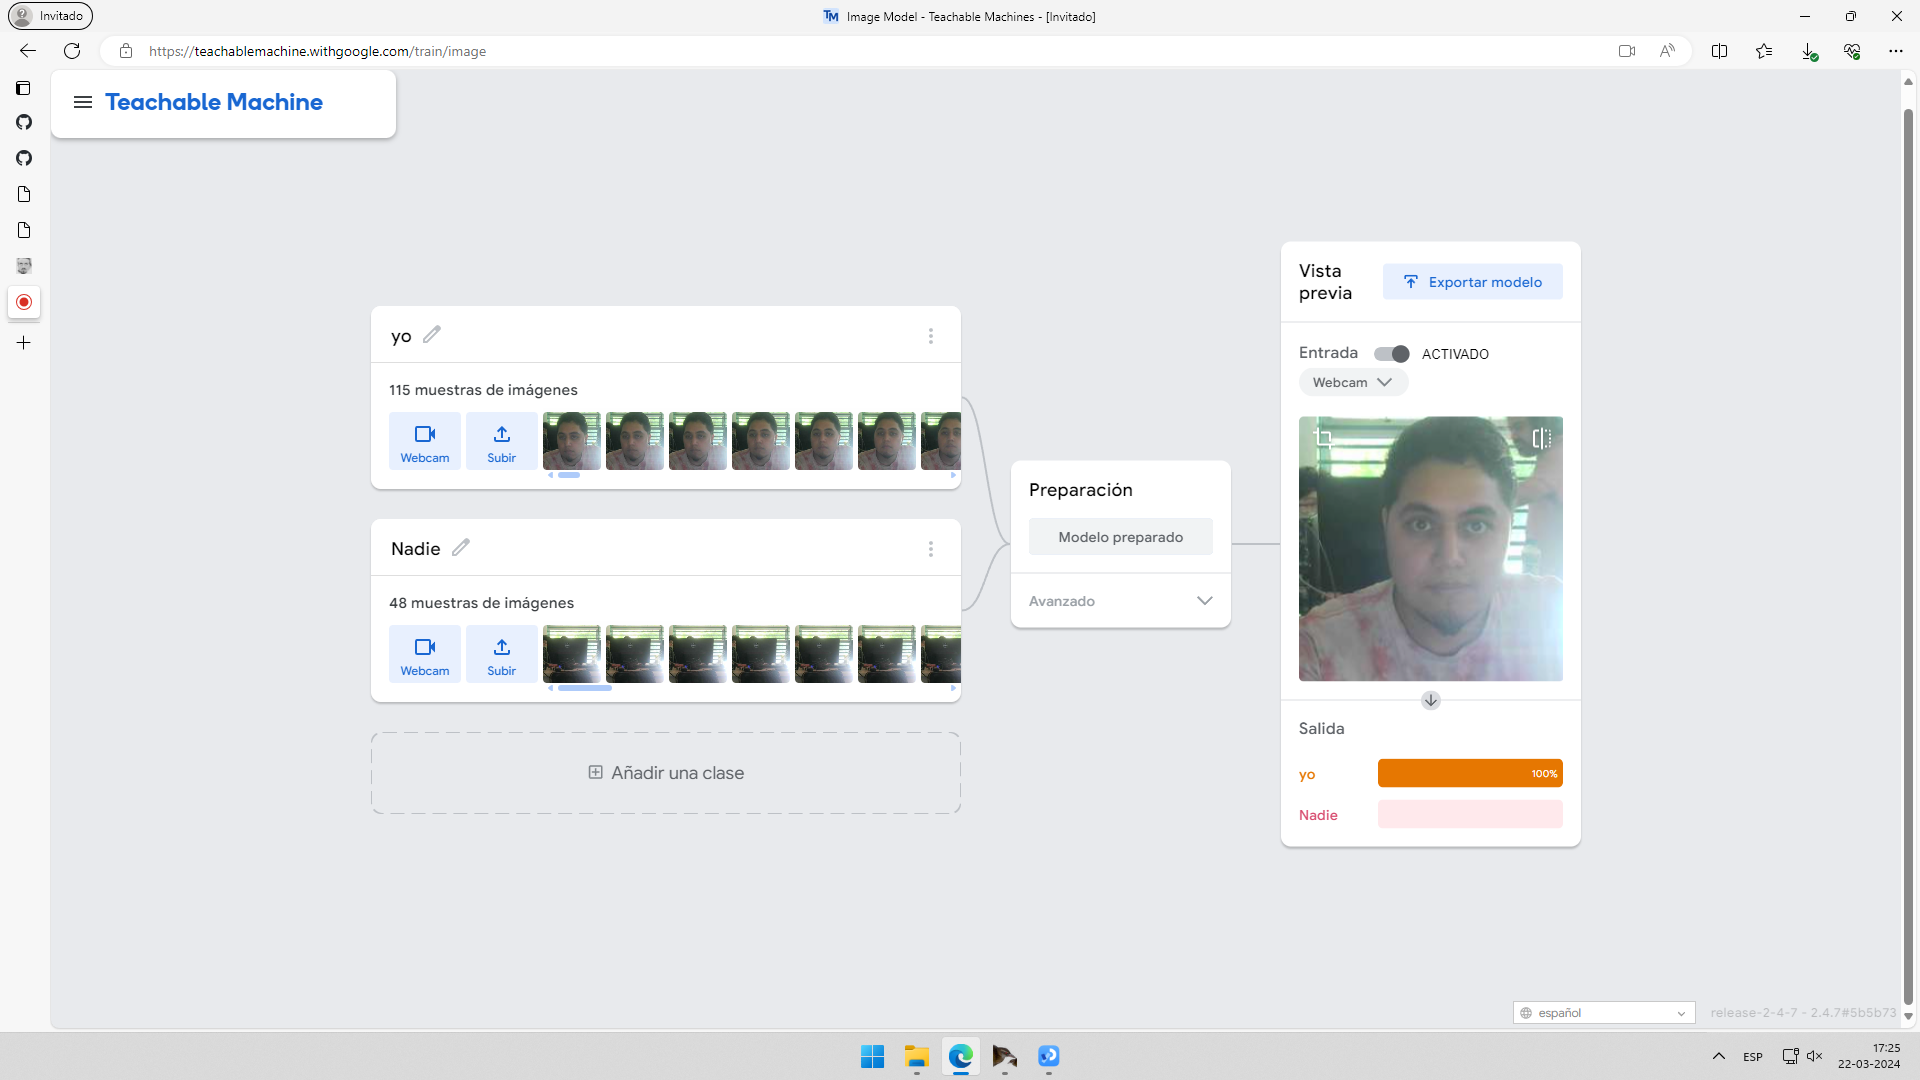 Invitado
Image Model - Teachable Machines - [Invitado]
https://teachablemachine.withgoogle.com/train/image
Teachable Machine
yo
115 muestras de imágenes
Webcam
Subir
Nadie
48 muestras de imágenes
Webcam
Subir
Añadir una clase
Preparación
Modelo preparado
Avanzado
Vista
previa
Exportar modelo
Entrada
ACTIVADO
Webcam
Salida
yo
100%
Nadie
español
release-2-4-7 - 2.4.7#5b5b73
ESP
17:25
22-03-2024